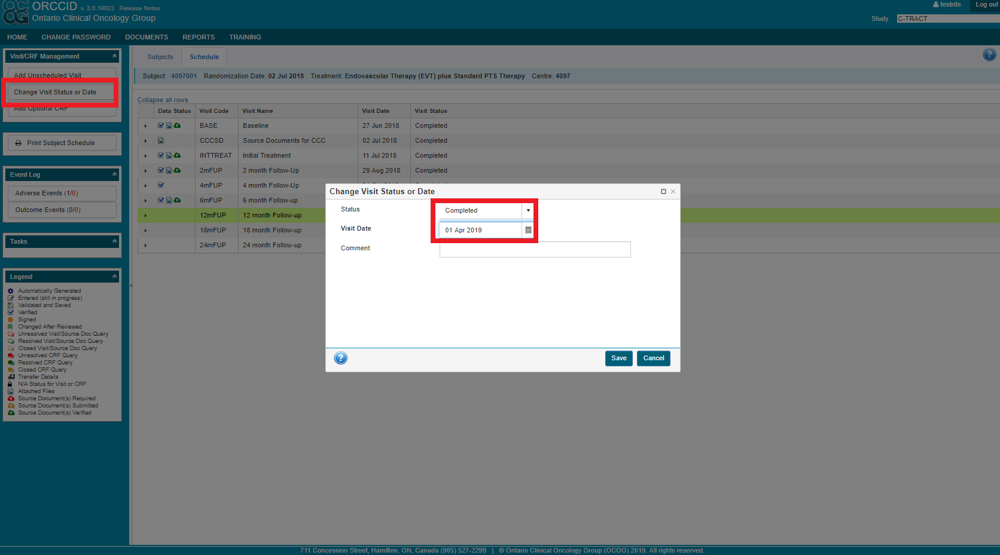 ORCCID v. 3.0.19023 Release Notes
Ontario Clinical Oncology Group
testrde Log out
Study C-TRACT
HOME CHANGE PASSWORD DOCUMENTS REPORTS TRAINING
Visit/CRF Management
Add Unscheduled Visit
Change Visit Status or Date
Add Optional CRF
Print Subject Schedule
Event Log
Adverse Events (1/0)
Outcome Events (0/0)
Tasks
Legend
Automatically Generated
Entered (still in progress)
Validated and Saved
Verified
Signed
Changed After Reviewed
Unresolved Visit/Source Doc Query
Resolved Visit/Source Doc Query
Closed Visit/Source Doc Query
Unresolved CRF Query
Resolved CRF Query
Closed CRF Query
Transfer Details
N/A Status for Visit or CRF
Attached Files
Source Document(s) Required
Source Document(s) Submitted
Source Document(s) Verified
Subjects Schedule
Subject: 4097001 Randomization Date: 02 Jul 2018 Treatment: Endovascular Therapy (EVT) plus Standard PTS Therapy Centre: 4097
Collapse all rows
Data Status Visit Code Visit Name Visit Date Visit Status
BASE Baseline 27 Jun 2018 Completed
CCCSD Source Documents for CCC 02 Jul 2018 Completed
INTTREAT Initial Treatment 11 Jul 2018 Completed
2mFUP 2 month Follow-Up 29 Aug 2018 Completed
4mFUP 4 month Follow-Up
6mFUP 6 month Follow-up
12mFUP 12 month Follow-up
18mFUP 18 month Follow-up
24mFUP 24 month Follow-up
Change Visit Status or Date
Status Completed
Visit Date 01 Apr 2019
Comment
Save Cancel
711 Concession Street, Hamilton, ON, Canada (905) 527-2299 | © Ontario Clinical Oncology Group (OCOG) 2019. All rights reserved.